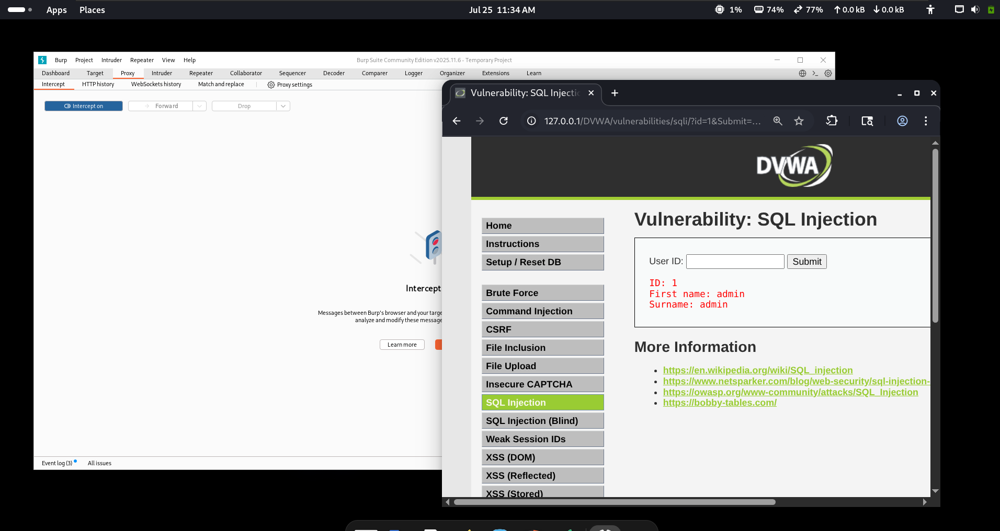 Apps Places Jul 25 11:34 AM 1% 74% 77% 0.0 kB 0.0 kB
Burp Project Intruder Repeater View Help Burp Suite Community Edition v2025.11.6 - Temporary Project
Dashboard Target Proxy Intruder Repeater Collaborator Sequencer Decoder Comparer Logger Organizer Extensions Learn
Intercept HTTP history WebSockets history Match and replace Proxy settings
Intercept on Forward Drop
Intercept
Messages between Burp's browser and your targe
analyze and modify these message
Learn more
Event log (3) All issues
Vulnerability: SQL Injectio
127.0.0.1/DVWA/vulnerabilities/sqli/?id=1&Submit=...
DVWA
Home
Instructions
Setup / Reset DB
Brute Force
Command Injection
CSRF
File Inclusion
File Upload
Insecure CAPTCHA
SQL Injection
SQL Injection (Blind)
Weak Session IDs
XSS (DOM)
XSS (Reflected)
XSS (Stored)
Vulnerability: SQL Injection
User ID: Submit
ID: 1
First name: admin
Surname: admin
More Information
https://en.wikipedia.org/wiki/SQL_injection
https://www.netsparker.com/blog/web-security/sql-injection-
https://owasp.org/www-community/attacks/SQL_Injection
https://bobby-tables.com/